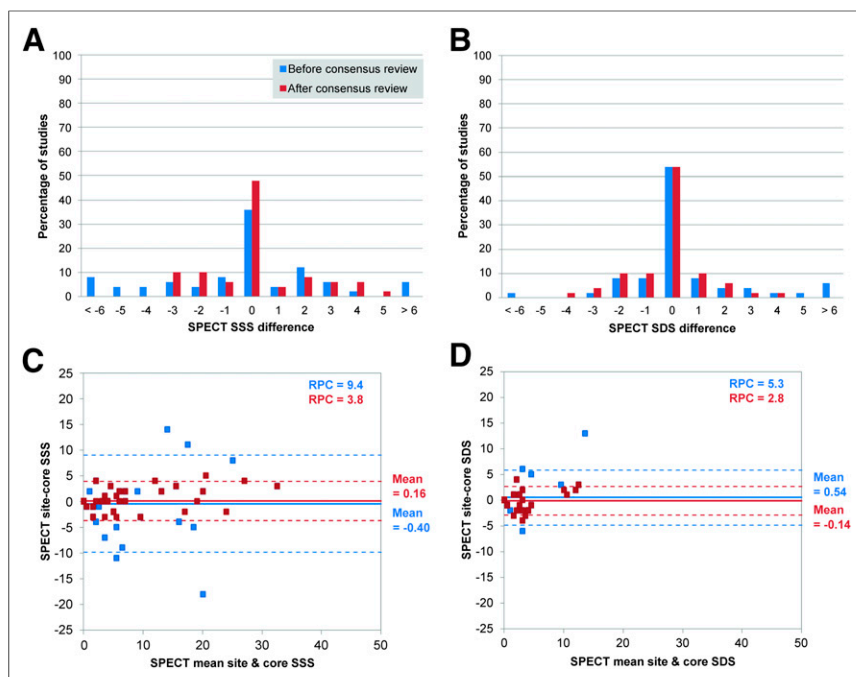 A
100
90
80
70
60
50
40
30
20
10
0
Percentage of studies
Before consensus review
After consensus review
< -6 -5 -4 -3 -2 -1 0 1 2 3 4 5 > 6
SPECT SSS difference
B
100
90
80
70
60
50
40
30
20
10
0
Percentage of studies
< -6 -5 -4 -3 -2 -1 0 1 2 3 4 5 > 6
SPECT SDS difference
C
25
20
15
10
5
0
-5
-10
-15
-20
-25
SPECT site-core SSS
RPC = 9.4
RPC = 3.8
Mean
= 0.16
Mean
= -0.40
0 10 20 30 40 50
SPECT mean site & core SSS
D
25
20
15
10
5
0
-5
-10
-15
-20
-25
SPECT site-core SDS
RPC = 5.3
RPC = 2.8
Mean
= 0.54
Mean
= -0.14
0 10 20 30 40 50
SPECT mean site & core SDS